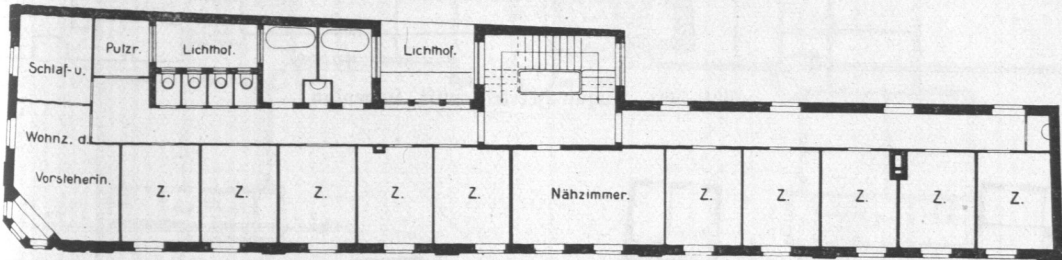 Putzr.
Lichthof.
Lichthof.
Schlaf- u.
Wohnz. d.
Vorsteherin.
Z.
Z.
Z.
Z.
Z.
Nähzimmer.
Z.
Z.
Z.
Z.
Z.